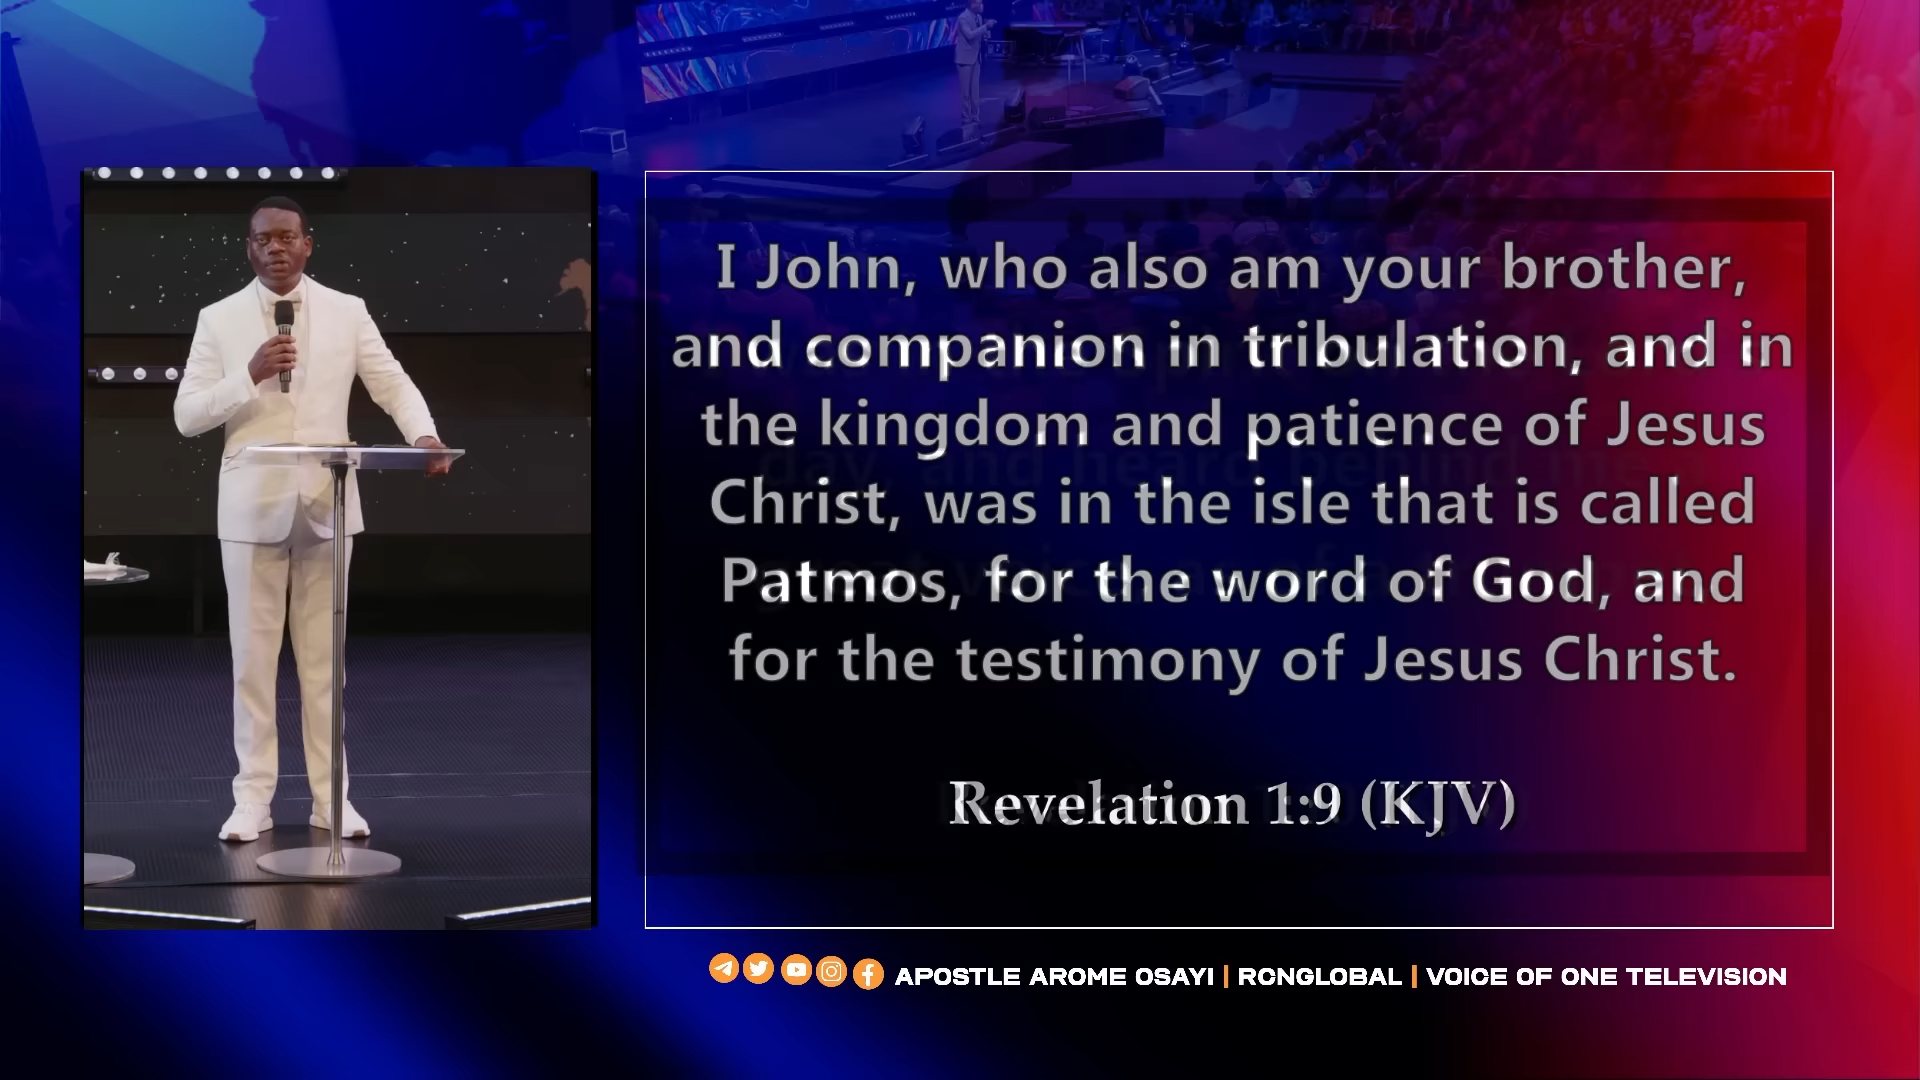 I John, who also am your brother,
and companion in tribulation, and in
the kingdom and patience of Jesus
Christ, was in the isle that is called
Patmos, for the word of God, and
for the testimony of Jesus Christ.
Revelation 1:9 (KJV)
APOSTLE AROME OSAYI | RCNGLOBAL | VOICE OF ONE TELEVISION